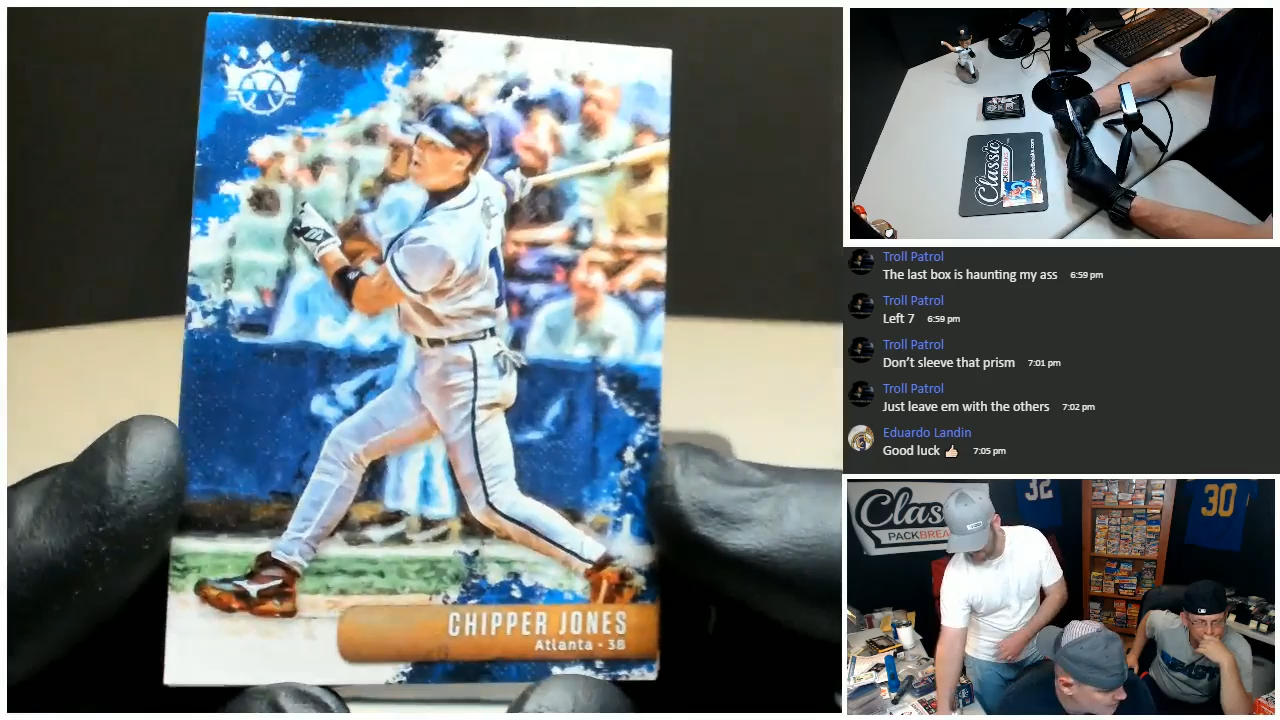 CHIPPER JONES
Atlanta • 3B
Classic
Troll Patrol
The last box is haunting my ass 6:59 pm
Troll Patrol
Left 7 6:59 pm
Troll Patrol
Don’t sleeve that prism 7:01 pm
Troll Patrol
Just leave em with the others 7:02 pm
Eduardo Landin
Good luck 👍🏻 7:05 pm
Clas
PACKBREA
32
30